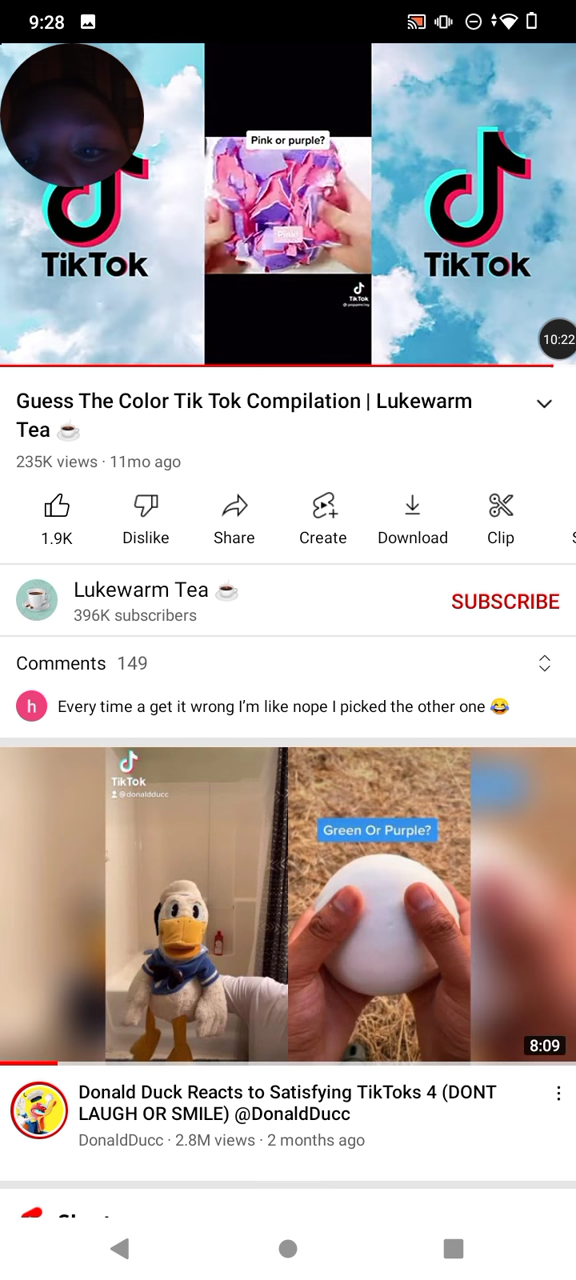 9:28
Pink or purple?
Pink!
TikTok
TikTok
TikTok
10:22
Guess The Color Tik Tok Compilation | Lukewarm
Tea ☕
235K views · 11mo ago
1.9K
Dislike
Share
Create
Download
Clip
Lukewarm Tea ☕
396K subscribers
SUBSCRIBE
Comments 149
h
Every time a get it wrong I’m like nope I picked the other one 😂
TikTok
@donaldducc
Green Or Purple?
8:09
Donald Duck Reacts to Satisfying TikToks 4 (DONT
LAUGH OR SMILE) @DonaldDucc
DonaldDucc · 2.8M views · 2 months ago